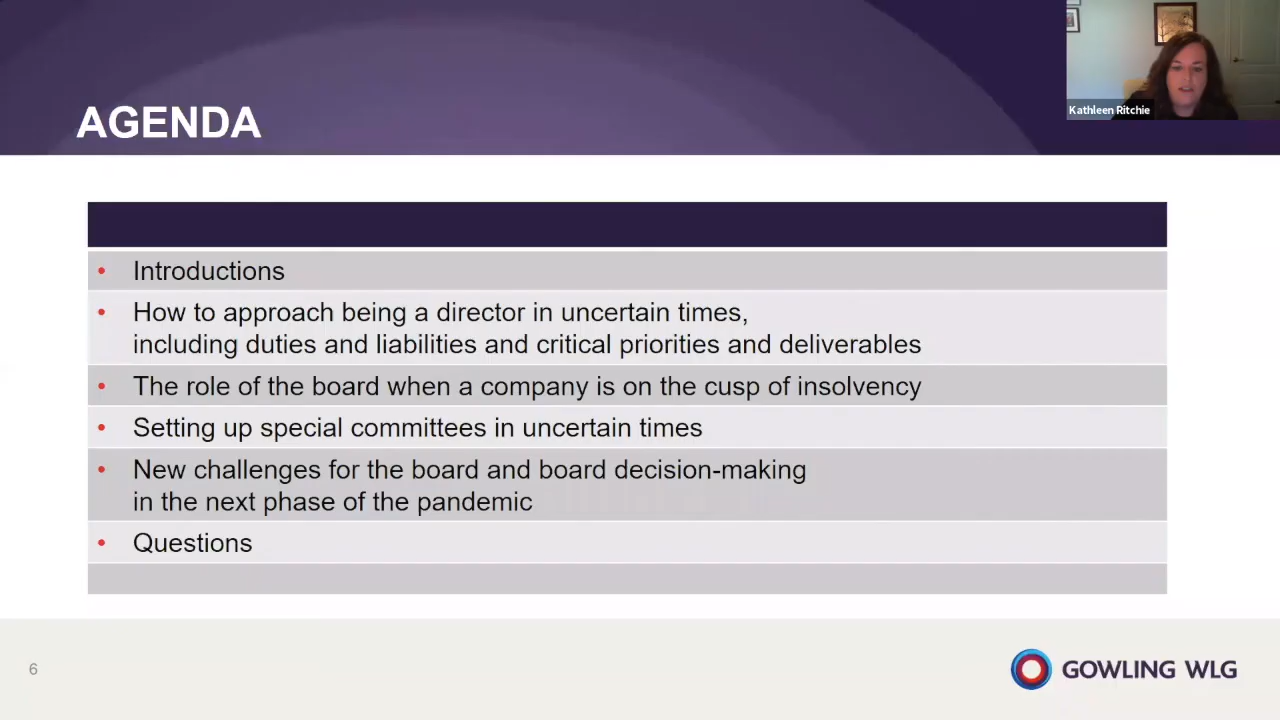 Kathleen Ritchie
AGENDA
• Introductions
• How to approach being a director in uncertain times,
including duties and liabilities and critical priorities and deliverables
• The role of the board when a company is on the cusp of insolvency
• Setting up special committees in uncertain times
• New challenges for the board and board decision-making
in the next phase of the pandemic
• Questions
6
GOWLING WLG